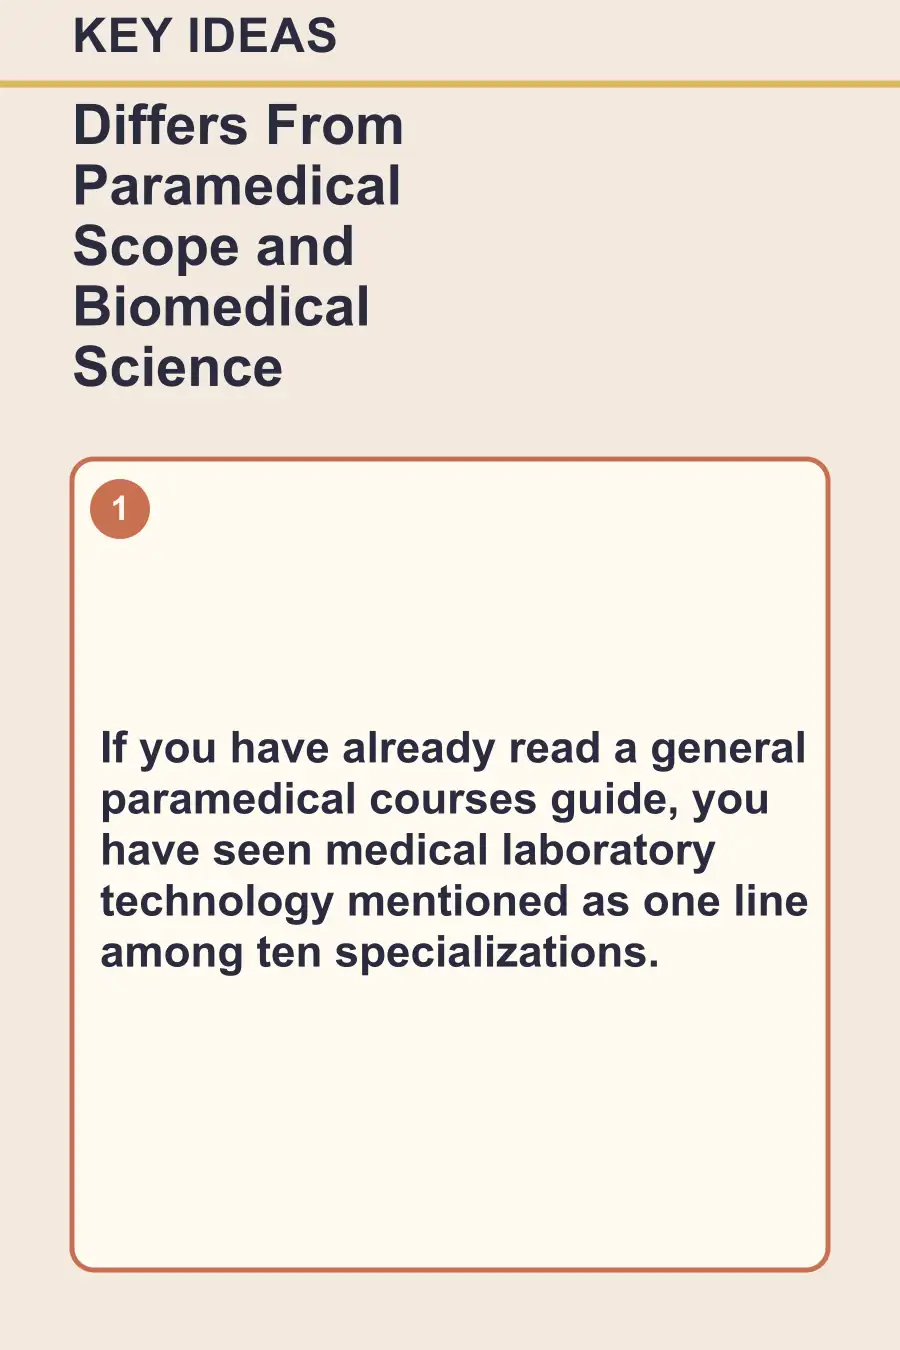 KEY IDEAS
Differs From
Paramedical
Scope and
Biomedical
Science
1
If you have already read a general
paramedical courses guide, you
have seen medical laboratory
technology mentioned as one line
among ten specializations.